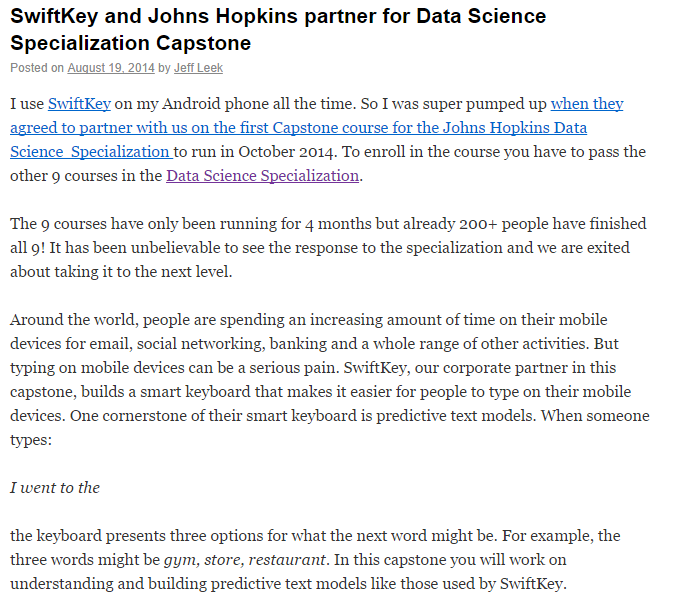 SwiftKey and Johns Hopkins partner for Data Science
Specialization Capstone
Posted on August 19, 2014 by Jeff Leek
I use SwiftKey on my Android phone all the time. So I was super pumped up when they
agreed to partner with us on the first Capstone course for the Johns Hopkins Data
Science  Specialization to run in October 2014. To enroll in the course you have to pass the
other 9 courses in the Data Science Specialization.
The 9 courses have only been running for 4 months but already 200+ people have finished
all 9! It has been unbelievable to see the response to the specialization and we are exited
about taking it to the next level.
Around the world, people are spending an increasing amount of time on their mobile
devices for email, social networking, banking and a whole range of other activities. But
typing on mobile devices can be a serious pain. SwiftKey, our corporate partner in this
capstone, builds a smart keyboard that makes it easier for people to type on their mobile
devices. One cornerstone of their smart keyboard is predictive text models. When someone
types:
I went to the
the keyboard presents three options for what the next word might be. For example, the
three words might be gym, store, restaurant. In this capstone you will work on
understanding and building predictive text models like those used by SwiftKey.